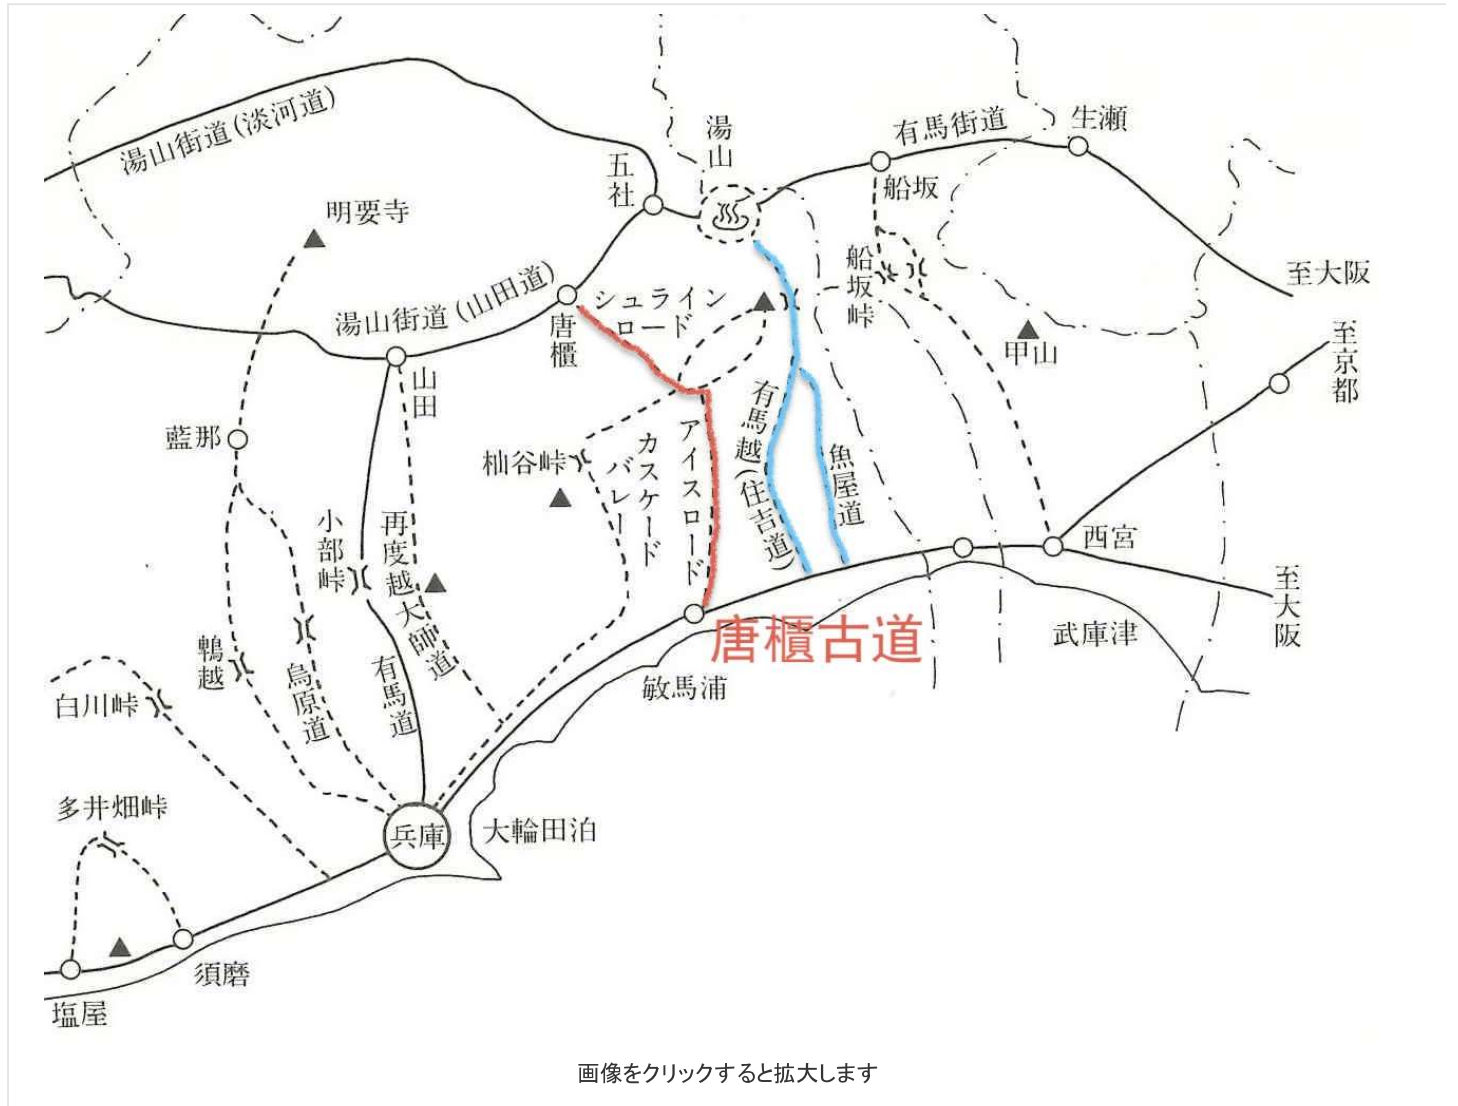 湯山街道(淡河道)
明要寺
五社
湯山
有馬街道
生瀬
船坂
船坂峠
至大阪
至京都
甲山
湯山街道(山田道)
唐櫃
シュライン
ロード
山田
藍那
杣谷峠
カスケード
バレー
アイスロード
有馬越(住吉道)
魚屋道
西宮
至大阪
武庫津
小部峠
再度越大師道
唐櫃古道
敏馬浦
鵯越
烏原道
有馬道
白川峠
多井畑峠
兵庫
大輪田泊
須磨
塩屋
画像をクリックすると拡大します